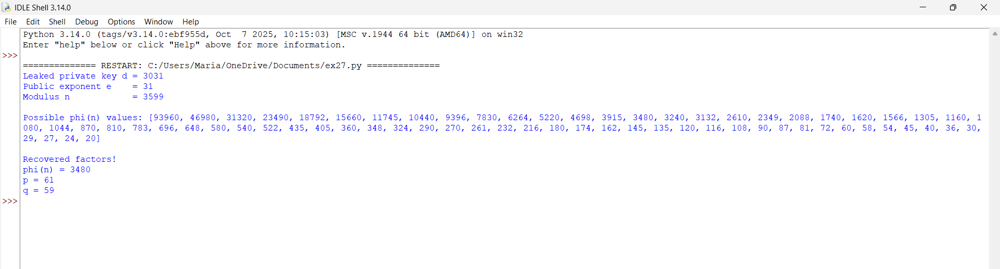 IDLE Shell 3.14.0
File Edit Shell Debug Options Window Help
Python 3.14.0 (tags/v3.14.0:ebf955d, Oct  7 2025, 10:15:03) [MSC v.1944 64 bit (AMD64)] on win32
Enter "help" below or click "Help" above for more information.
>>>
============== RESTART: C:/Users/Maria/OneDrive/Documents/ex27.py ==============
Leaked private key d = 3031
Public exponent e    = 31
Modulus n            = 3599
Possible phi(n) values: [93960, 46980, 31320, 23490, 18792, 15660, 11745, 10440, 9396, 7830, 6264, 5220, 4698, 3915, 3480, 3240, 3132, 2610, 2349, 2088, 1740, 1620, 1566, 1305, 1160, 1
080, 1044, 870, 810, 783, 696, 648, 580, 540, 522, 435, 405, 360, 348, 324, 290, 270, 261, 232, 216, 180, 174, 162, 145, 135, 120, 116, 108, 90, 87, 81, 72, 60, 58, 54, 45, 40, 36, 30,
29, 27, 24, 20]
Recovered factors!
phi(n) = 3480
p = 61
q = 59
>>>